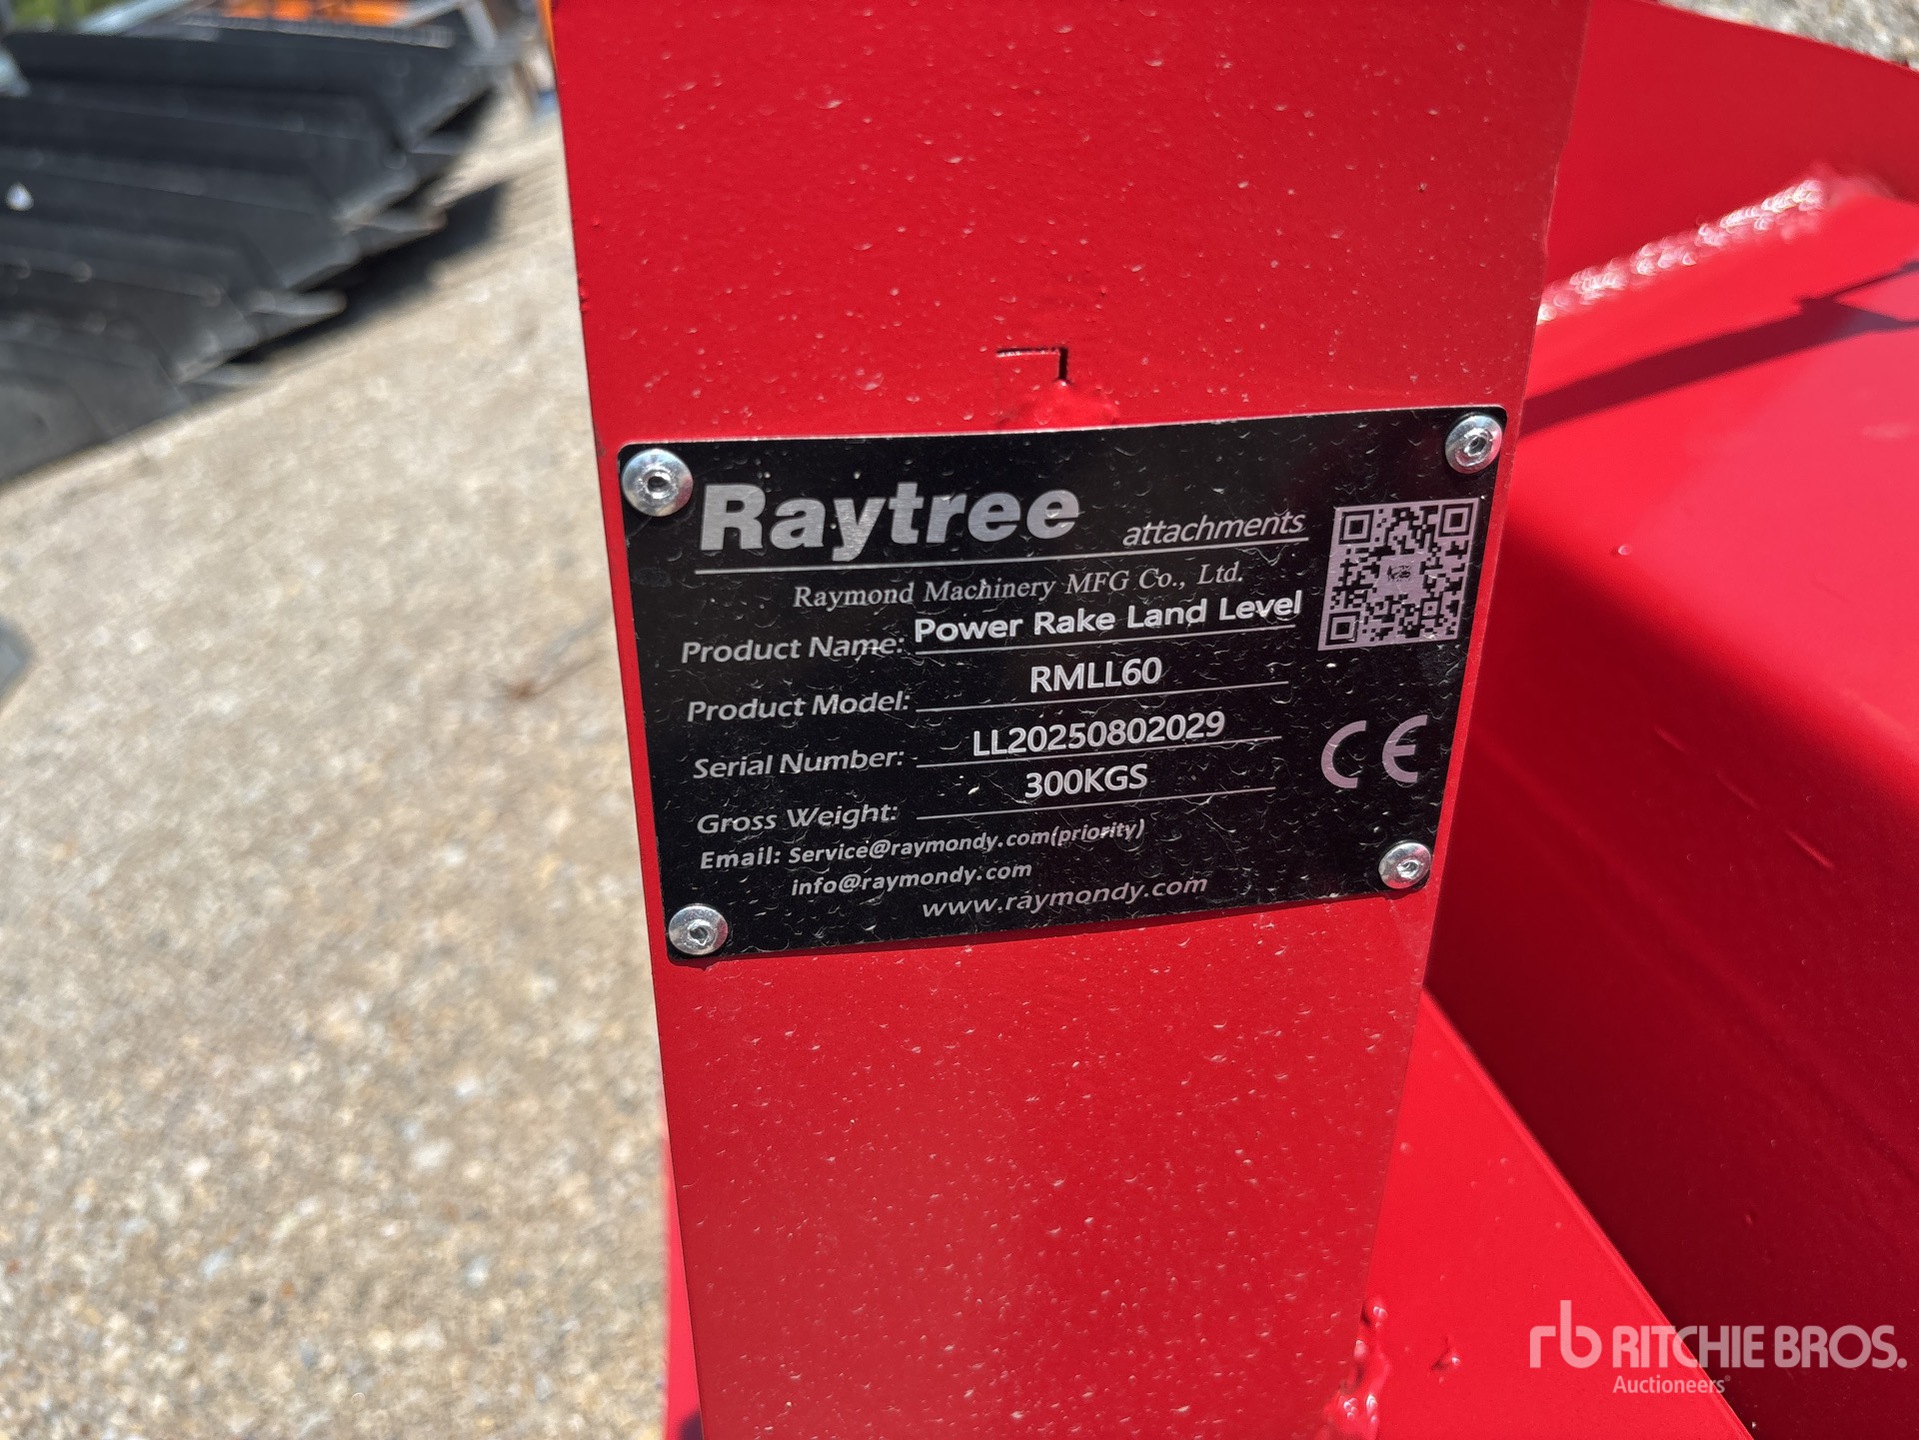 Raytree attachments
Raymond Machinery MFG Co., Ltd.
Product Name: Power Rake Land Level
Product Model: RMLL60
Serial Number: LL20250802029
Gross Weight: 300KGS
Email: Service@raymondy.com(priority)
info@raymondy.com
www.raymondy.com
CE
rb RITCHIE BROS.
Auctioneers®